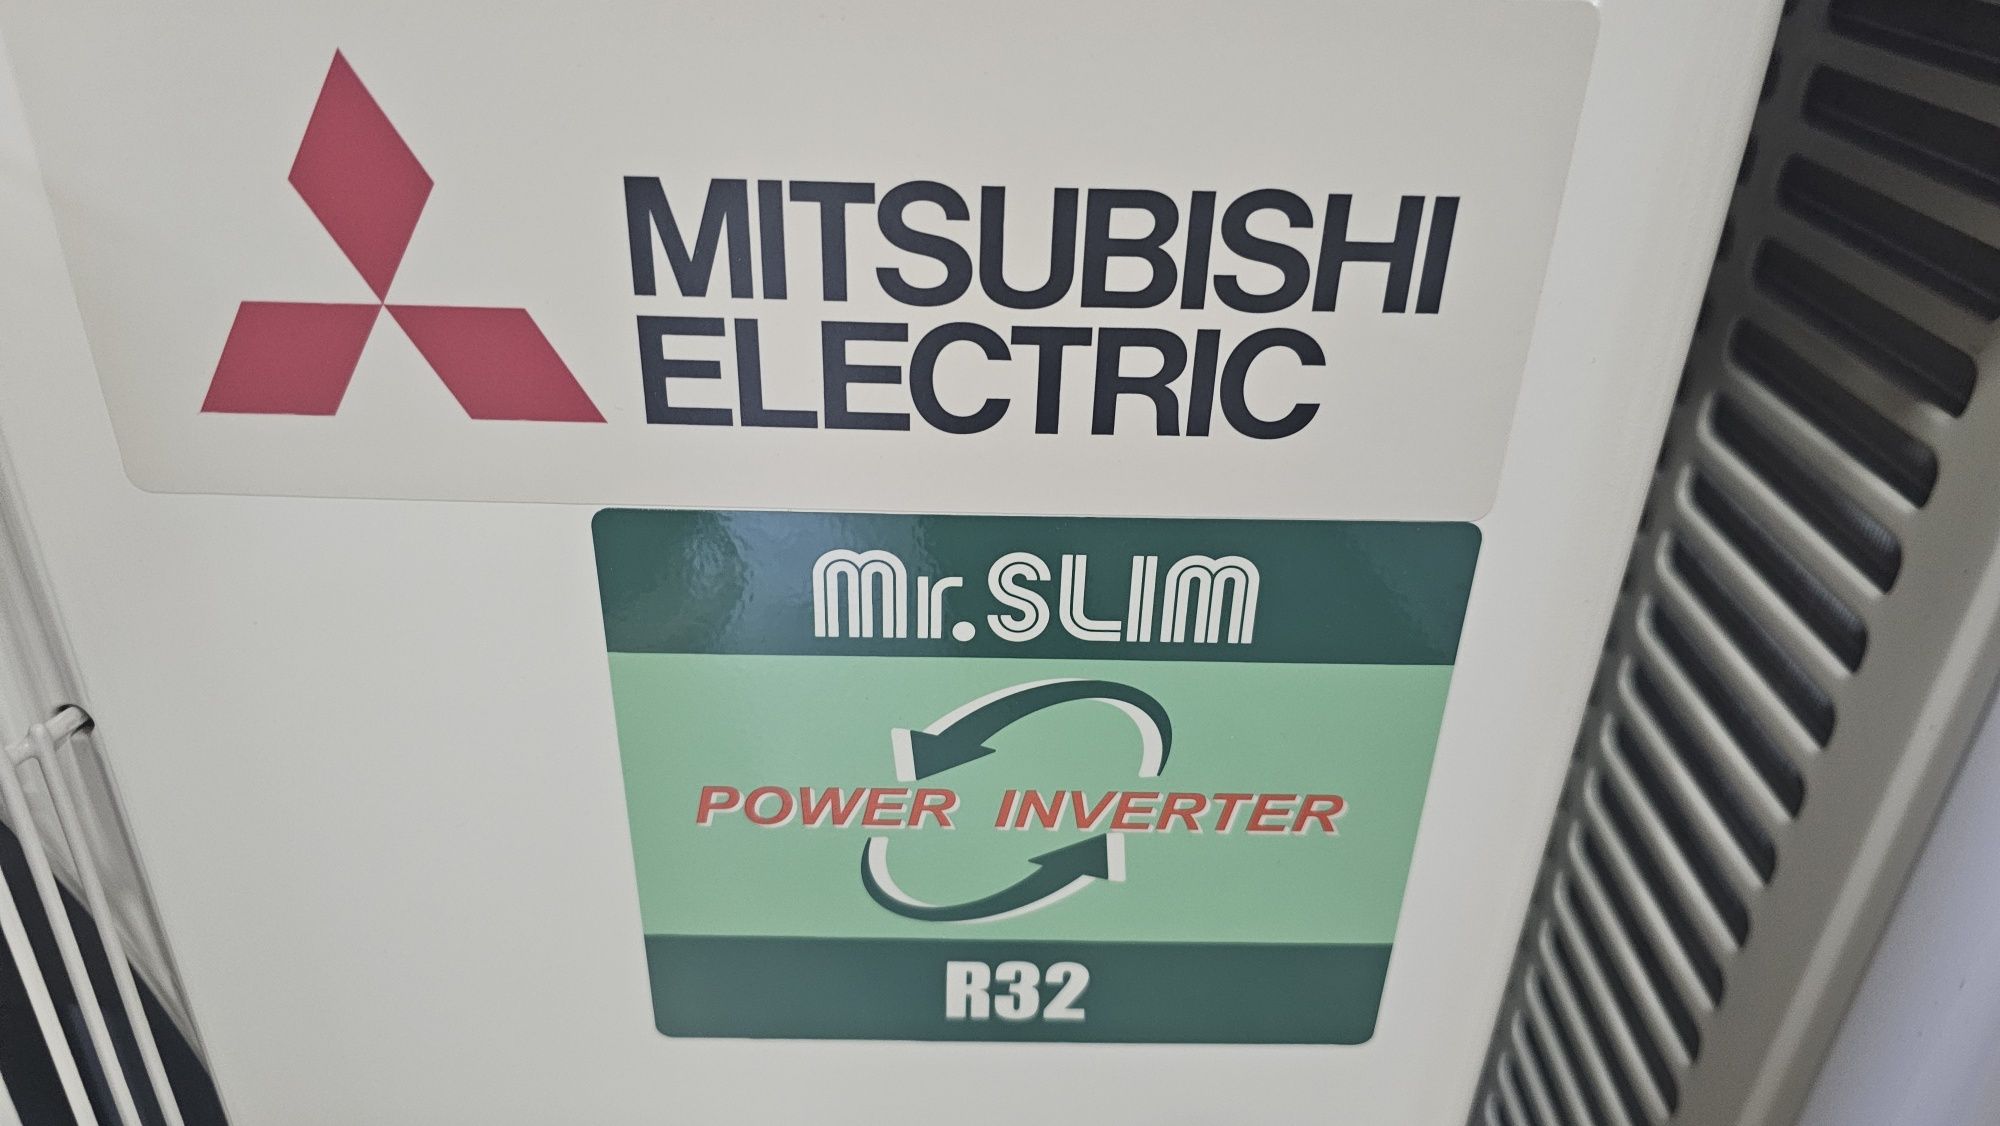 MITSUBISHI
ELECTRIC
Mr.SLIM
POWER INVERTER
R32